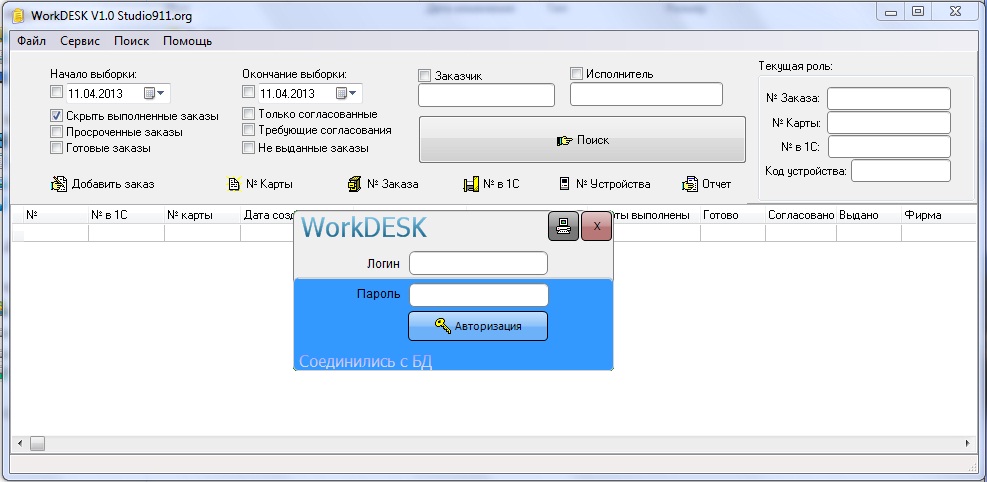 WorkDESK V1.0 Studio911.org
Файл Сервис Поиск Помощь
Начало выборки: Окончание выборки: Заказчик Исполнитель Текущая роль:
11.04.2013 11.04.2013
№ Заказа:
Скрыть выполненные заказы Только согласованные
№ Карты:
Просроченные заказы Требующие согласования Поиск
№ в 1С:
Готовые заказы Не выданные заказы
Код устройства:
Добавить заказ № Карты № Заказа № в 1С № Устройства Отчет
№ № в 1С № карты Дата созд ты выполнены Готово Согласовано Выдано Фирма
WorkDESK X
Логин
Пароль
Авторизация
Соединились с БД